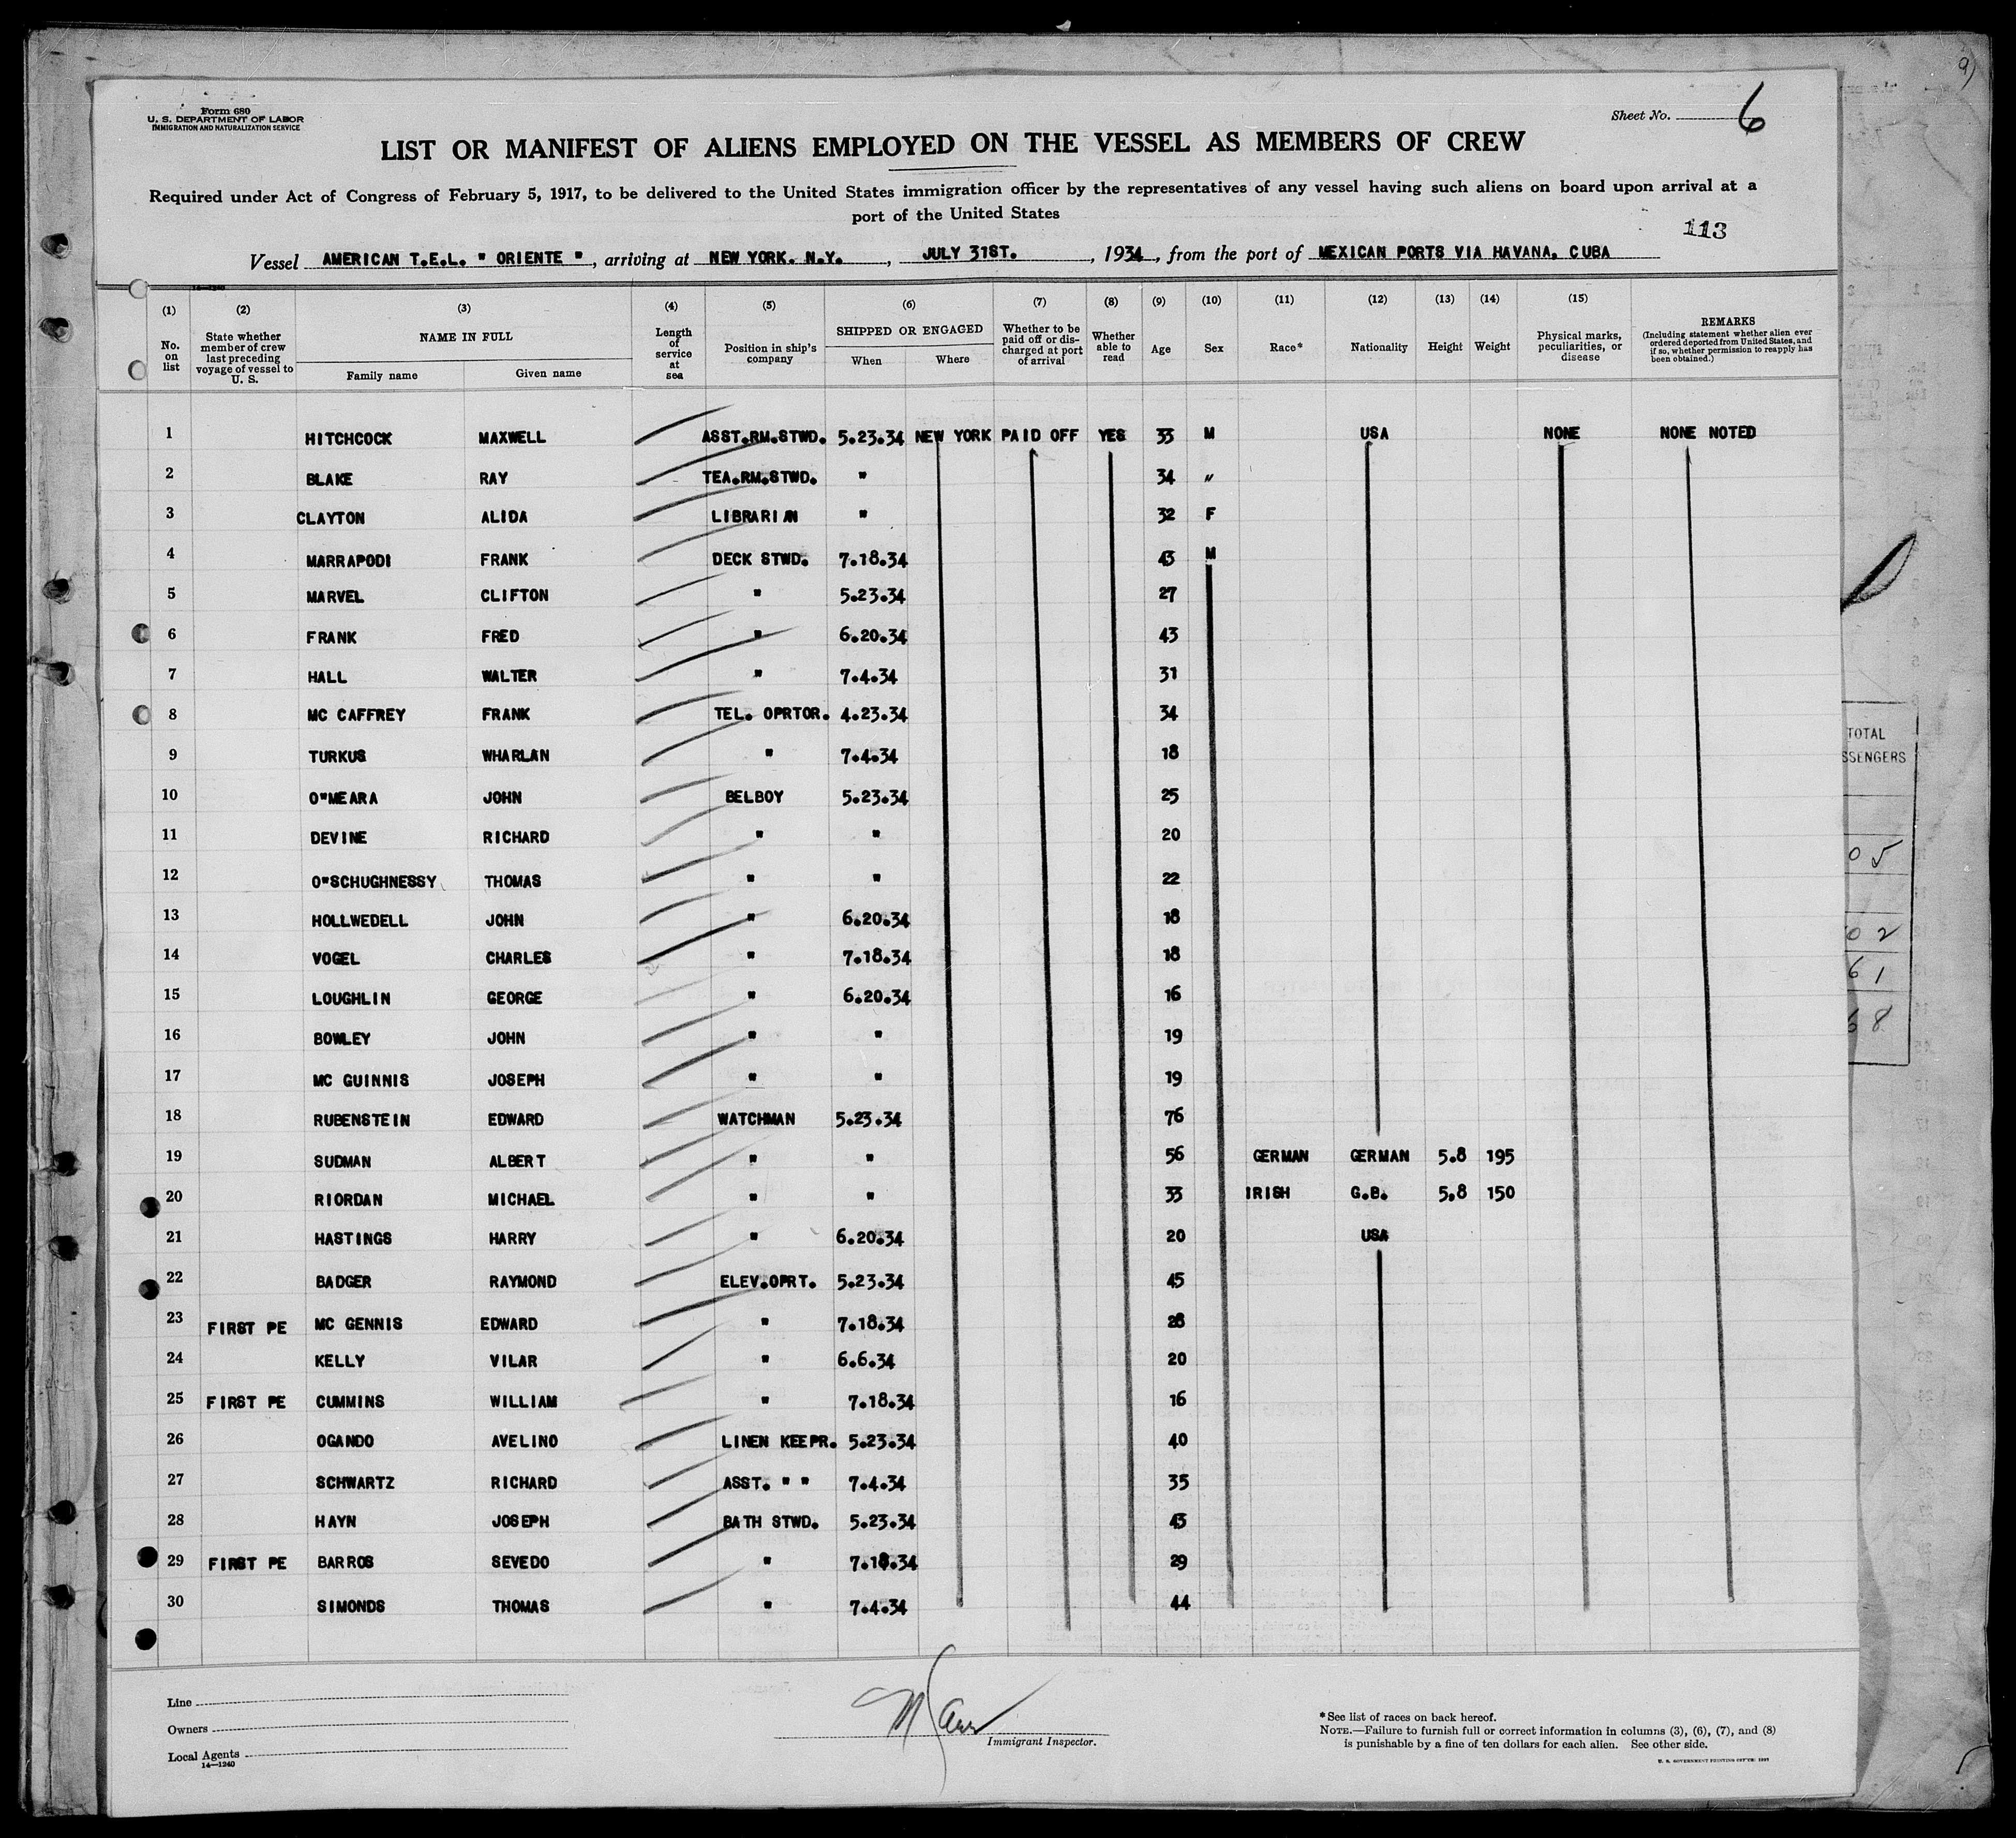 Form 680
U. S. DEPARTMENT OF LABOR
IMMIGRATION AND NATURALIZATION SERVICE
Sheet No. 6
LIST OR MANIFEST OF ALIENS EMPLOYED ON THE VESSEL AS MEMBERS OF CREW
Required under Act of Congress of February 5, 1917, to be delivered to the United States immigration officer by the representatives of any vessel having such aliens on board upon arrival at a
port of the United States
113
Vessel AMERICAN T.E.L. " ORIENTE ", arriving at NEW YORK. N.Y., JULY 31ST., 1934, from the port of MEXICAN PORTS VIA HAVANA, CUBA
14—1240
(1) (2) (3) (4) (5) (6) (7) (8) (9) (10) (11) (12) (13) (14) (15)
No. on list
State whether member of crew last preceding voyage of vessel to U. S.
NAME IN FULL
Family name Given name
Length of service at sea
Position in ship's company
SHIPPED OR ENGAGED
When Where
Whether to be paid off or discharged at port of arrival
Whether able to read
Age
Sex
Race*
Nationality
Height
Weight
Physical marks, peculiarities, or disease
REMARKS
(Including statement whether alien ever ordered deported from United States, and if so, whether permission to reapply has been obtained.)
1 HITCHCOCK MAXWELL ASST.RM.STWD. 5.23.34 NEW YORK PAID OFF YES 33 M USA NONE NONE NOTED
2 BLAKE RAY TEA.RM.STWD. " 34 "
3 CLAYTON ALIDA LIBRARIAN " 32 F
4 MARRAPODI FRANK DECK STWD. 7.18.34 43 M
5 MARVEL CLIFTON " 5.23.34 27
6 FRANK FRED " 6.20.34 43
7 HALL WALTER " 7.4.34 31
8 MC CAFFREY FRANK TEL. OPRTOR. 4.23.34 34
9 TURKUS WHARLAN " 7.4.34 18
10 O"MEARA JOHN BELBOY 5.23.34 25
11 DEVINE RICHARD " " 20
12 O"SCHUGHNESSY THOMAS " " 22
13 HOLLWEDELL JOHN " 6.20.34 18
14 VOGEL CHARLES " 7.18.34 18
15 LOUGHLIN GEORGE " 6.20.34 16
16 BOWLEY JOHN " " 19
17 MC GUINNIS JOSEPH " " 19
18 RUBENSTEIN EDWARD WATCHMAN 5.23.34 76
19 SUDMAN ALBERT " " 56 GERMAN GERMAN 5.8 195
20 RIORDAN MICHAEL " " 33 IRISH G.B. 5,8 150
21 HASTINGS HARRY " 6.20.34 20 USA
22 BADGER RAYMOND ELEV.OPRT. 5.23.34 45
23 FIRST PE MC GENNIS EDWARD " 7.18.34 28
24 KELLY VILAR " 6.6.34 20
25 FIRST PE CUMMINS WILLIAM " 7.18.34 16
26 OGANDO AVELINO LINEN KEEPR. 5.23.34 40
27 SCHWARTZ RICHARD ASST. " " 7.4.34 35
28 HAYN JOSEPH BATH STWD. 5.23.34 43
29 FIRST PE BARROS SEVEDO " 7.18.34 29
30 SIMONDS THOMAS " 7.4.34 44
TOTAL
SSENGERS
05
02
61
68
Line
Owners
Local Agents
14—1240
Immigrant Inspector.
*See list of races on back hereof.
NOTE.—Failure to furnish full or correct information in columns (3), (6), (7), and (8)
is punishable by a fine of ten dollars for each alien. See other side.